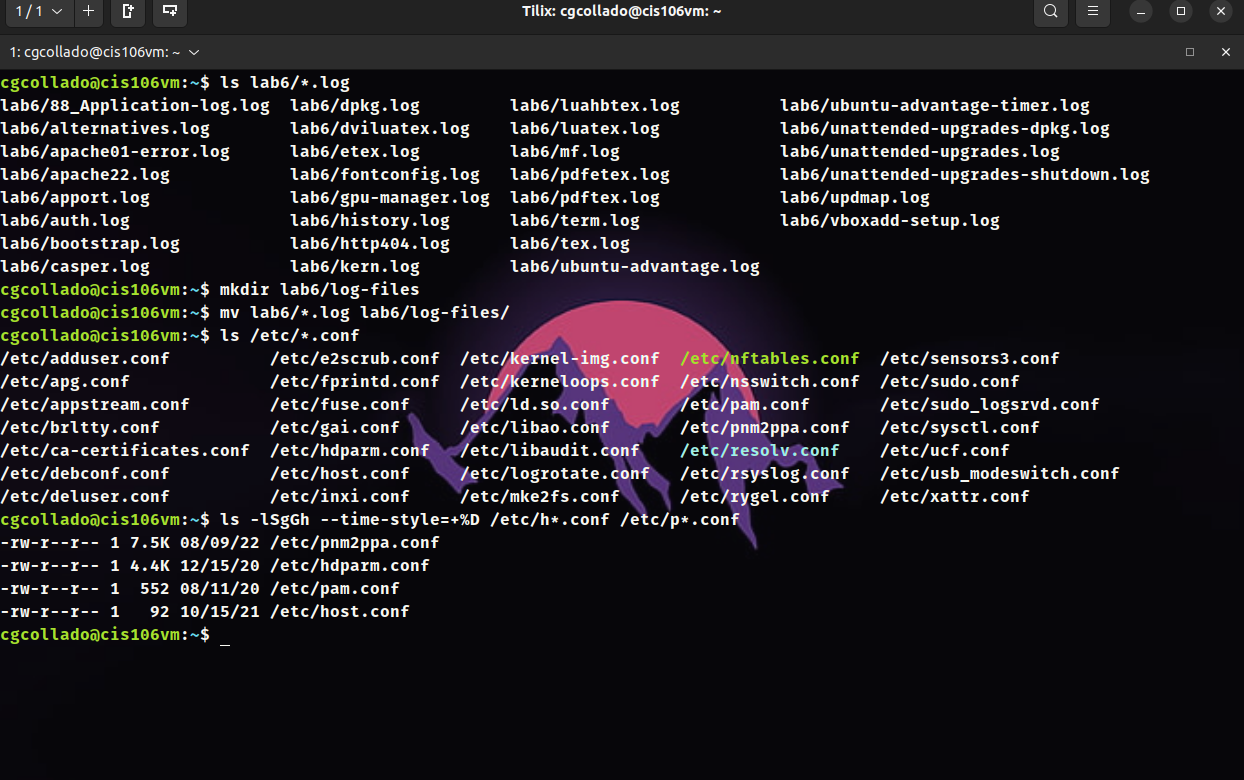 1 / 1
Tilix: cgcollado@cis106vm: ~
1: cgcollado@cis106vm: ~
cgcollado@cis106vm:~$ ls lab6/*.log
lab6/88_Application-log.log  lab6/dpkg.log         lab6/luahbtex.log          lab6/ubuntu-advantage-timer.log
lab6/alternatives.log        lab6/dviluatex.log    lab6/luatex.log            lab6/unattended-upgrades-dpkg.log
lab6/apache01-error.log      lab6/etex.log         lab6/mf.log                lab6/unattended-upgrades.log
lab6/apache22.log            lab6/fontconfig.log   lab6/pdfetex.log           lab6/unattended-upgrades-shutdown.log
lab6/apport.log              lab6/gpu-manager.log  lab6/pdftex.log            lab6/updmap.log
lab6/auth.log                lab6/history.log      lab6/term.log              lab6/vboxadd-setup.log
lab6/bootstrap.log           lab6/http404.log      lab6/tex.log
lab6/casper.log              lab6/kern.log         lab6/ubuntu-advantage.log
cgcollado@cis106vm:~$ mkdir lab6/log-files
cgcollado@cis106vm:~$ mv lab6/*.log lab6/log-files/
cgcollado@cis106vm:~$ ls /etc/*.conf
/etc/adduser.conf          /etc/e2scrub.conf  /etc/kernel-img.conf  /etc/nftables.conf  /etc/sensors3.conf
/etc/apg.conf              /etc/fprintd.conf  /etc/kerneloops.conf  /etc/nsswitch.conf  /etc/sudo.conf
/etc/appstream.conf        /etc/fuse.conf     /etc/ld.so.conf       /etc/pam.conf       /etc/sudo_logsrvd.conf
/etc/brltty.conf           /etc/gai.conf      /etc/libao.conf       /etc/pnm2ppa.conf   /etc/sysctl.conf
/etc/ca-certificates.conf  /etc/hdparm.conf   /etc/libaudit.conf    /etc/resolv.conf    /etc/ucf.conf
/etc/debconf.conf          /etc/host.conf     /etc/logrotate.conf   /etc/rsyslog.conf   /etc/usb_modeswitch.conf
/etc/deluser.conf          /etc/inxi.conf     /etc/mke2fs.conf      /etc/rygel.conf     /etc/xattr.conf
cgcollado@cis106vm:~$ ls -lSgGh --time-style=+%D /etc/h*.conf /etc/p*.conf
-rw-r--r-- 1 7.5K 08/09/22 /etc/pnm2ppa.conf
-rw-r--r-- 1 4.4K 12/15/20 /etc/hdparm.conf
-rw-r--r-- 1  552 08/11/20 /etc/pam.conf
-rw-r--r-- 1   92 10/15/21 /etc/host.conf
cgcollado@cis106vm:~$ _